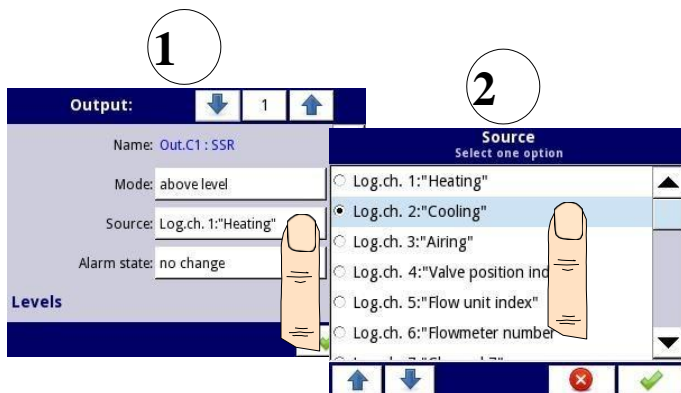 1
Output: 1
Name: Out.C1 : SSR
Mode: above level
Source: Log.ch. 1:"Heating"
Alarm state: no change
Levels
2
Source
Select one option
Log.ch. 1:"Heating"
Log.ch. 2:"Cooling"
Log.ch. 3:"Airing"
Log.ch. 4:"Valve position
Log.ch. 5:"Flow unit index"
Log.ch. 6:"Flowmeter number